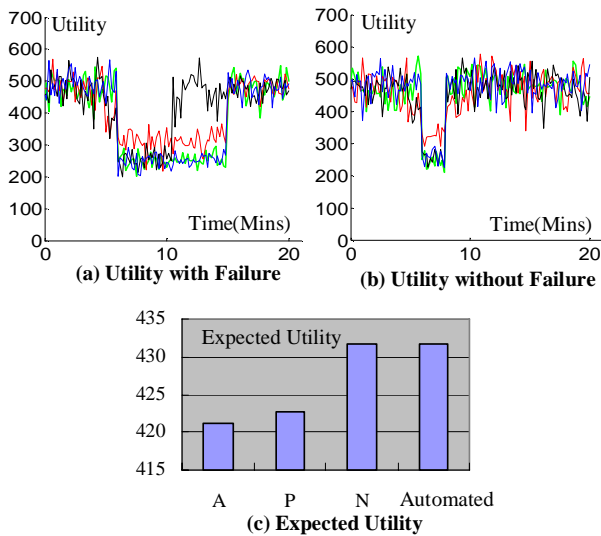 Utility
700
600
500
400
300
200
100
0
Time(Mins)
0 10 20
(a) Utility with Failure
Utility
700
600
500
400
300
200
100
0
Time(Mins)
0 10 20
(b) Utility without Failure
435
430
425
420
415
Expected Utility
A P N Automated
(c) Expected Utility